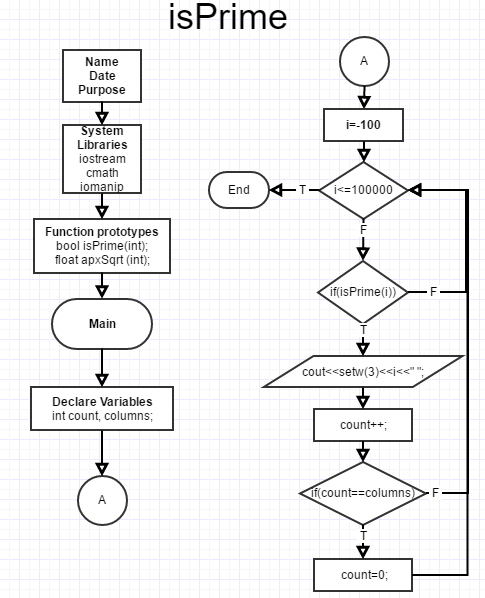 isPrime
Name
Date
Purpose
System
Libraries
iostream
cmath
iomanip
Function prototypes
bool isPrime(int);
float apxSqrt (int);
Main
Declare Variables
int count, columns;
A
A
i=-100
i<=100000
T
End
F
if(isPrime(i))
F
T
cout<<setw(3)<<i<<" ";
count++;
if(count==columns)
F
T
count=0;